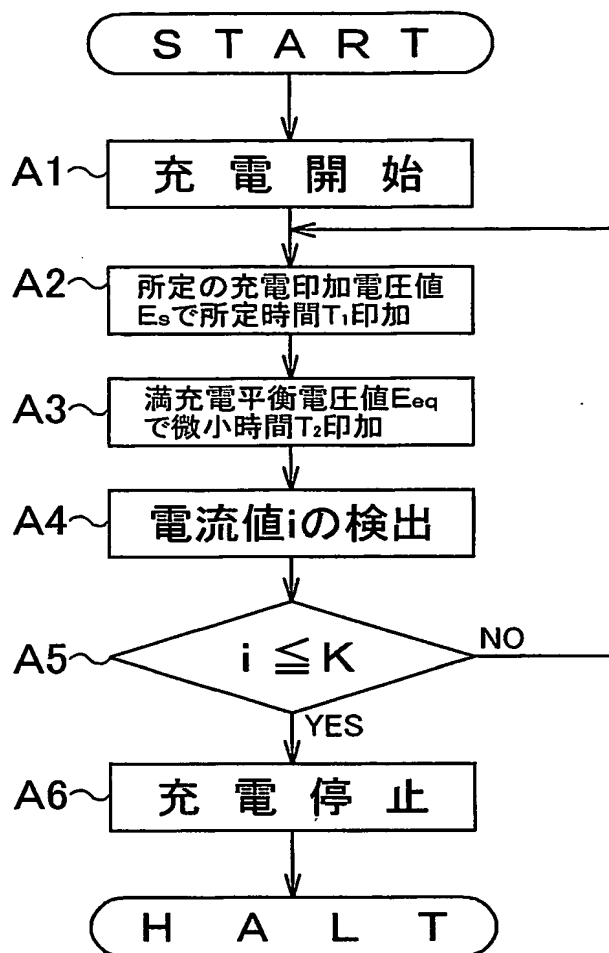 START
A1 充電開始
A2 所定の充電印加電圧値
Esで所定時間T₁印加
A3 満充電平衡電圧値Eeq
で微小時間T₂印加
A4 電流値iの検出
A5 i ≦ K NO
YES
A6 充電停止
HALT